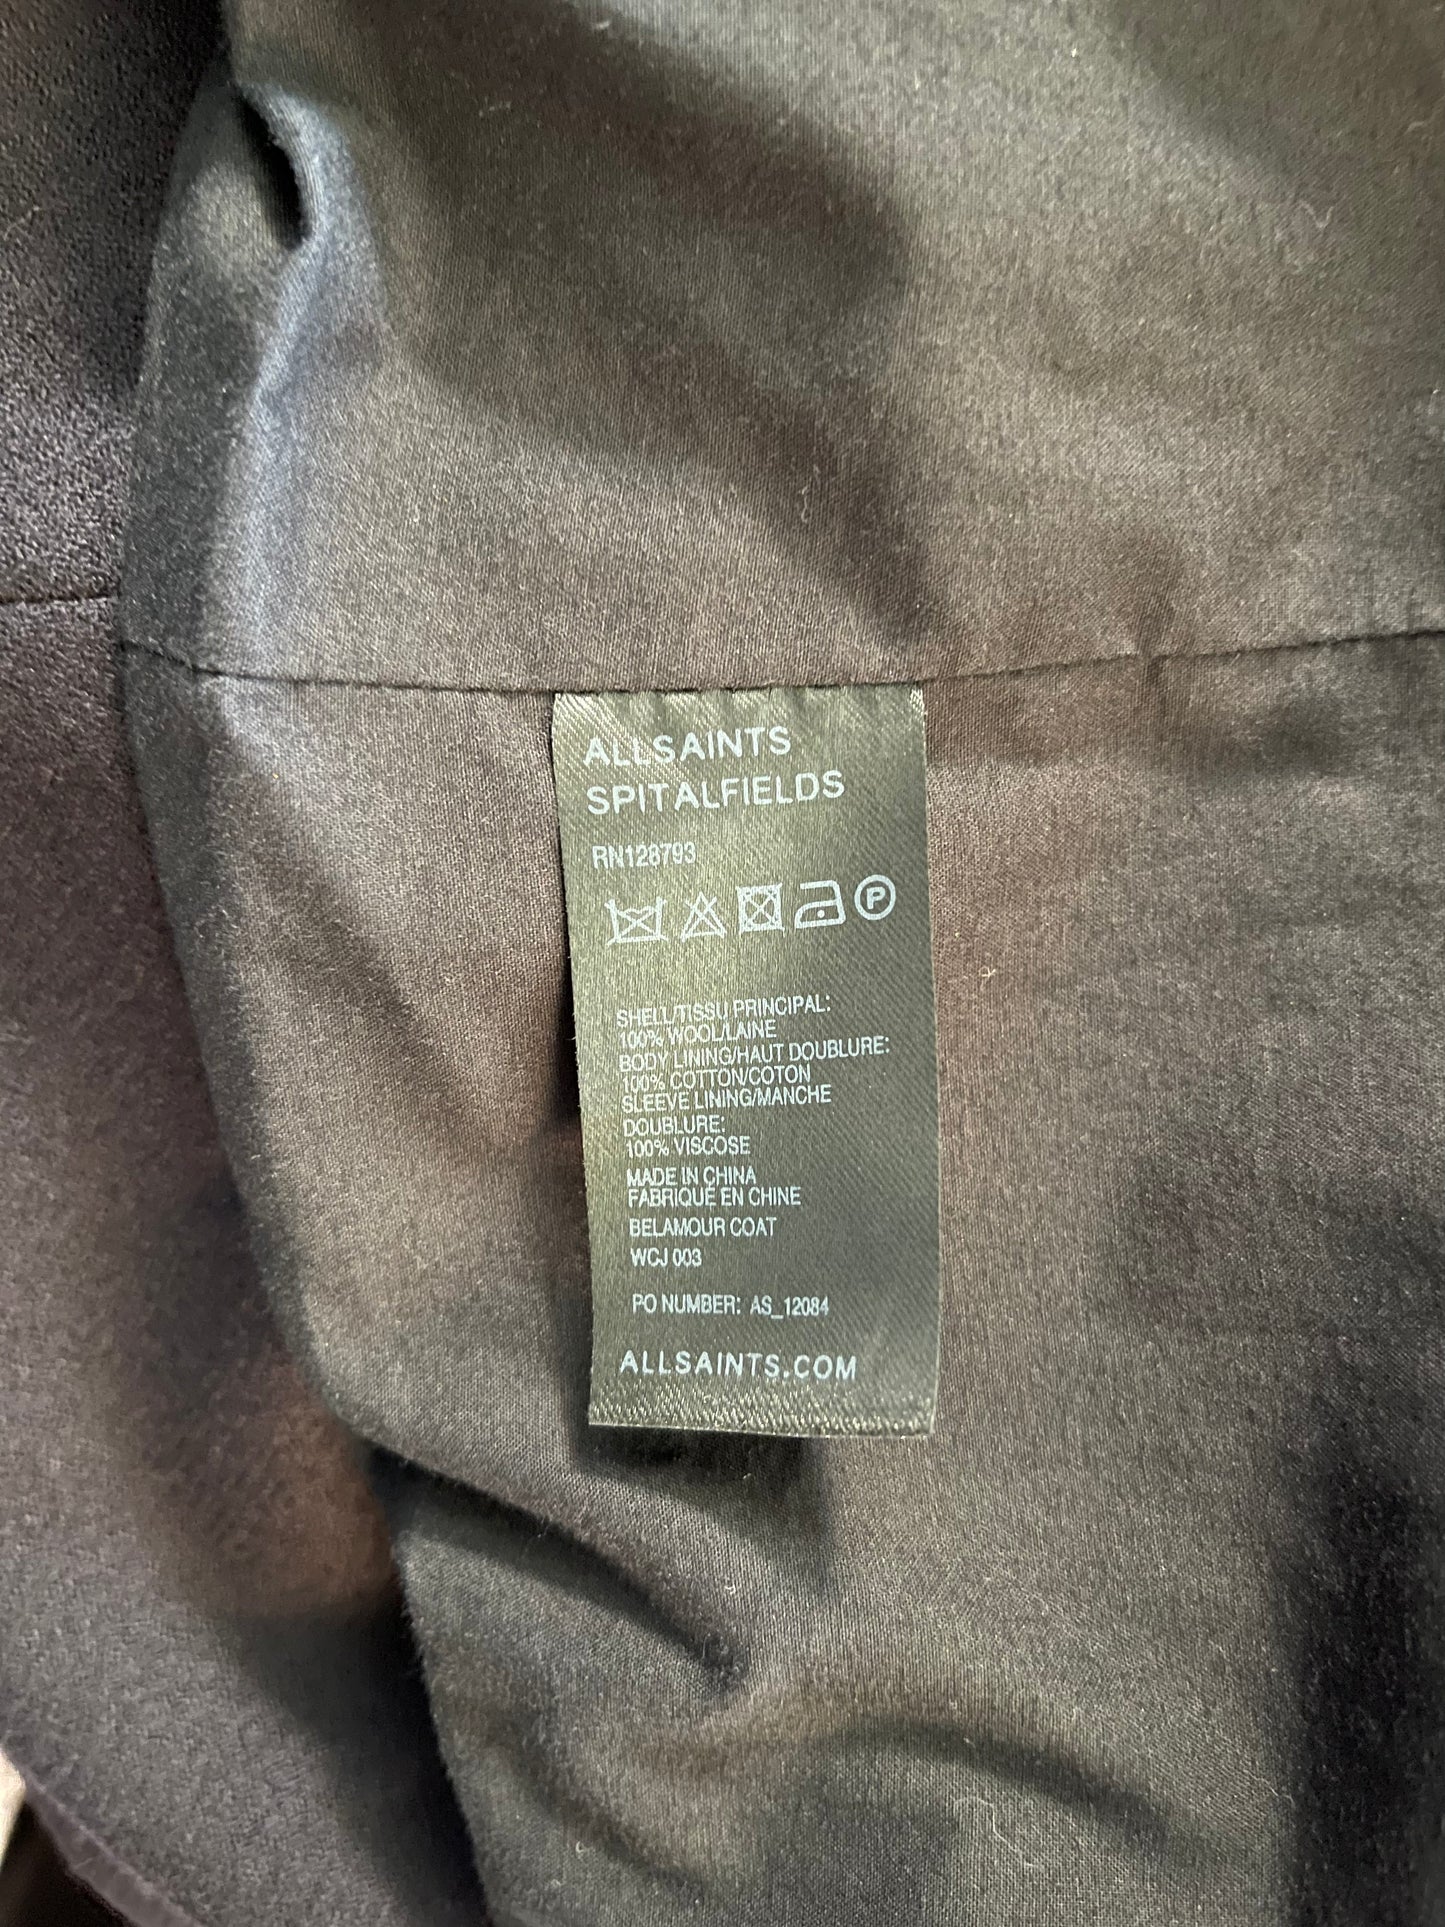 ALLSAINTS
SPITALFIELDS
RN128793
P
SHELL/TISSU PRINCIPAL:
100% WOOL/LAINE
BODY LINING/HAUT DOUBLURE:
100% COTTON/COTON
SLEEVE LINING/MANCHE
DOUBLURE:
100% VISCOSE
MADE IN CHINA
FABRIQUÉ EN CHINE
BELAMOUR COAT
WCJ 003
PO NUMBER: AS_12084
ALLSAINTS.COM